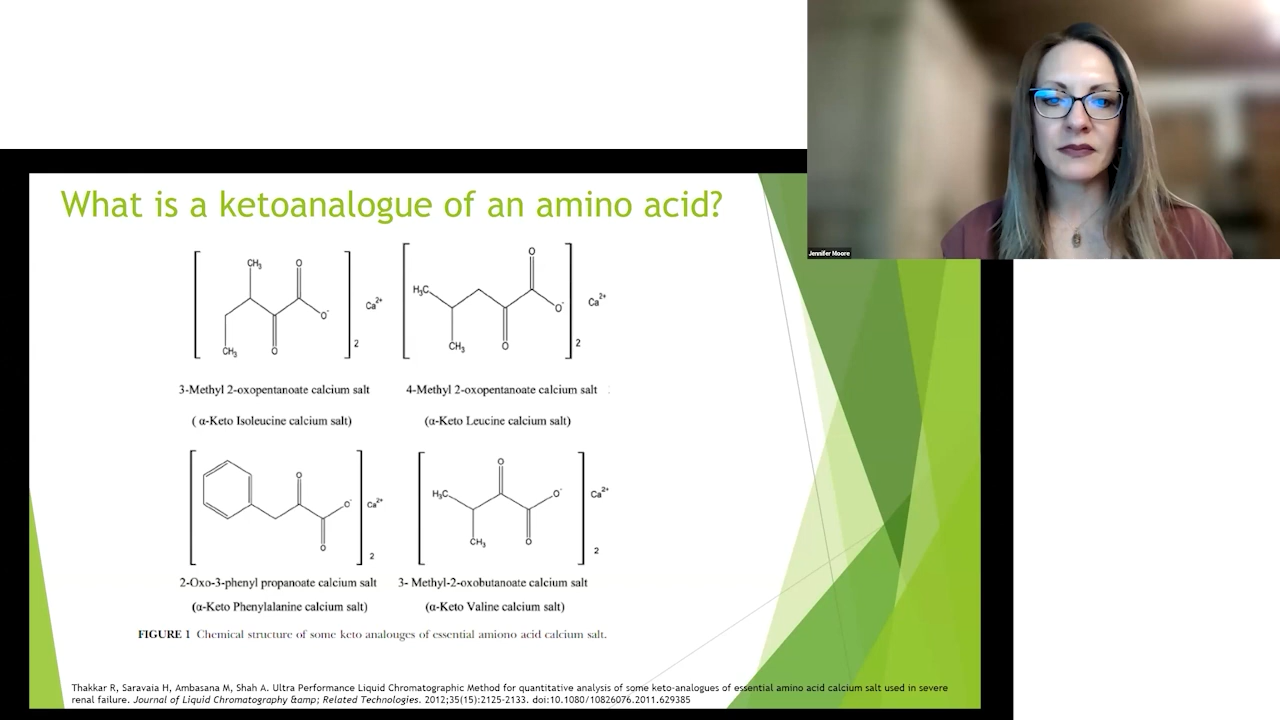 Jennifer Moore
What is a ketoanalogue of an amino acid?
CH₃ O O⁻ CH₃ O 2 Ca²⁺
H₃C O O⁻ CH₃ O 2 Ca²⁺
3-Methyl 2-oxopentanoate calcium salt
4-Methyl 2-oxopentanoate calcium salt
( α-Keto Isoleucine calcium salt)
(α-Keto Leucine calcium salt)
O O⁻ O 2 Ca²⁺
H₃C O O⁻ CH₃ O 2 Ca²⁺
2-Oxo-3-phenyl propanoate calcium salt
3- Methyl-2-oxobutanoate calcium salt
(α-Keto Phenylalanine calcium salt)
(α-Keto Valine calcium salt)
FIGURE 1 Chemical structure of some keto analouges of essential amiono acid calcium salt.
Thakkar R, Saravaia H, Ambasana M, Shah A. Ultra Performance Liquid Chromatographic Method for quantitative analysis of some keto-analogues of essential amino acid calcium salt used in severe
renal failure. Journal of Liquid Chromatography &amp; Related Technologies. 2012;35(15):2125-2133. doi:10.1080/10826076.2011.629385